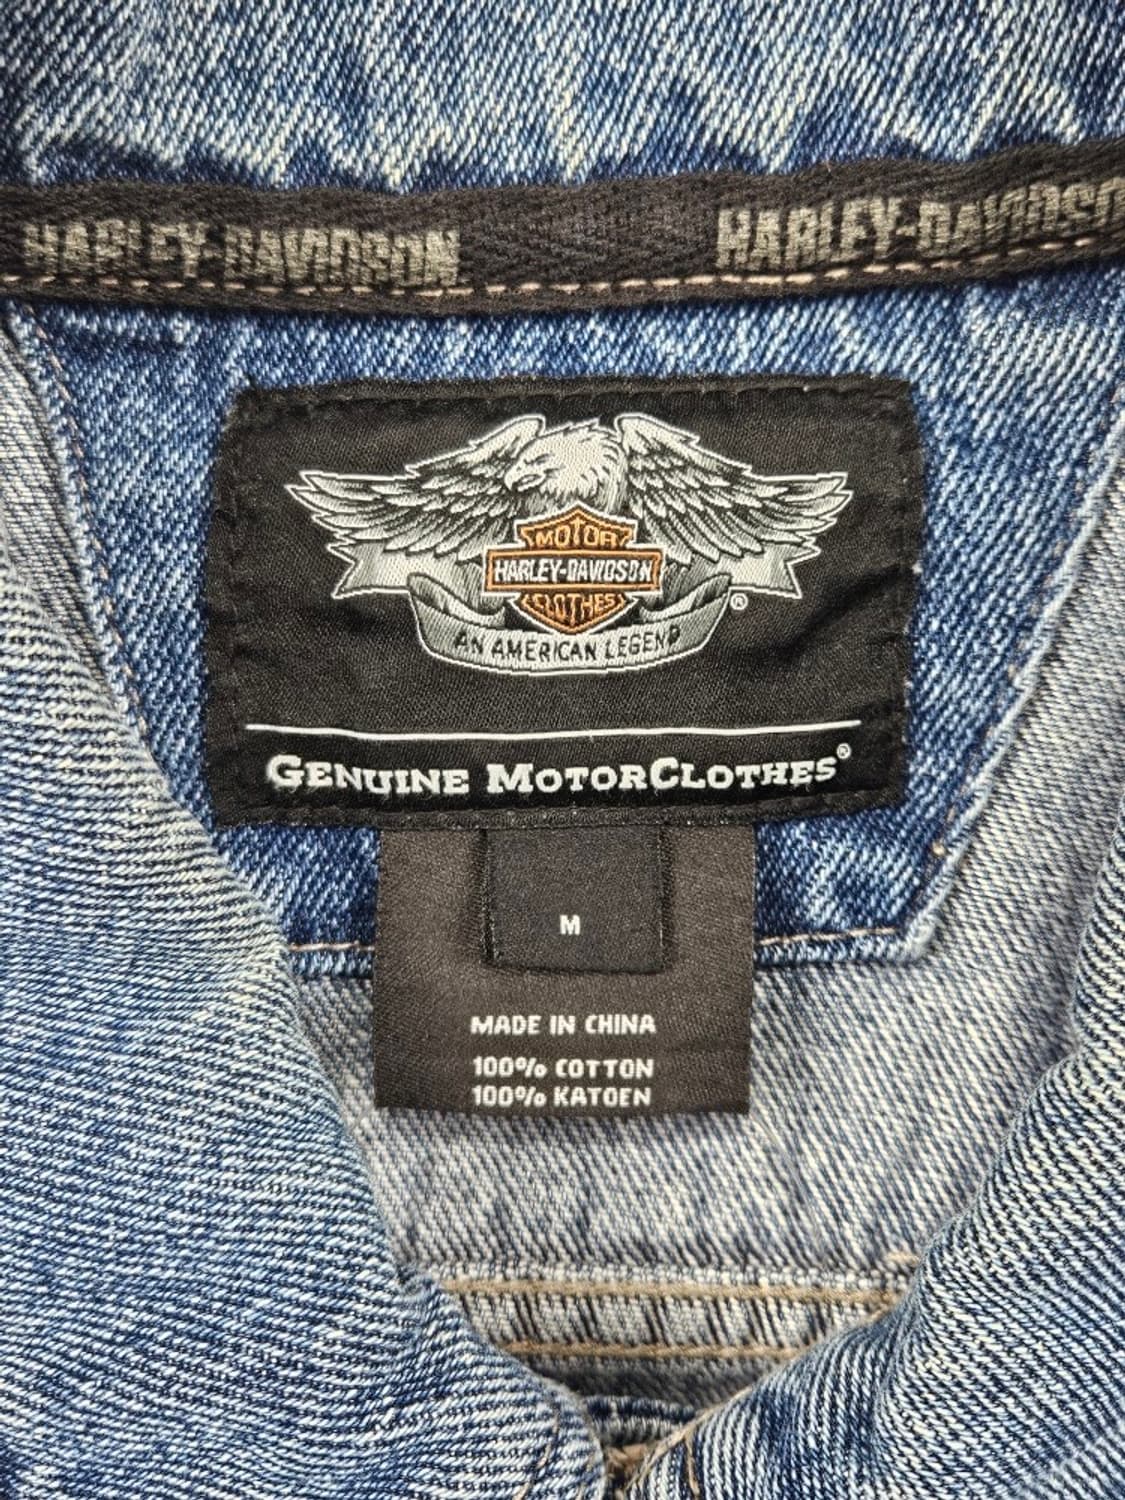 HARLEY-DAVIDSON HARLEY-DAVIDSO
MOTOR
HARLEY-DAVIDSON
CLOTHES
®
AN AMERICAN LEGEND
GENUINE MOTORCLOTHES®
M
MADE IN CHINA
100% COTTON
100% KATOEN